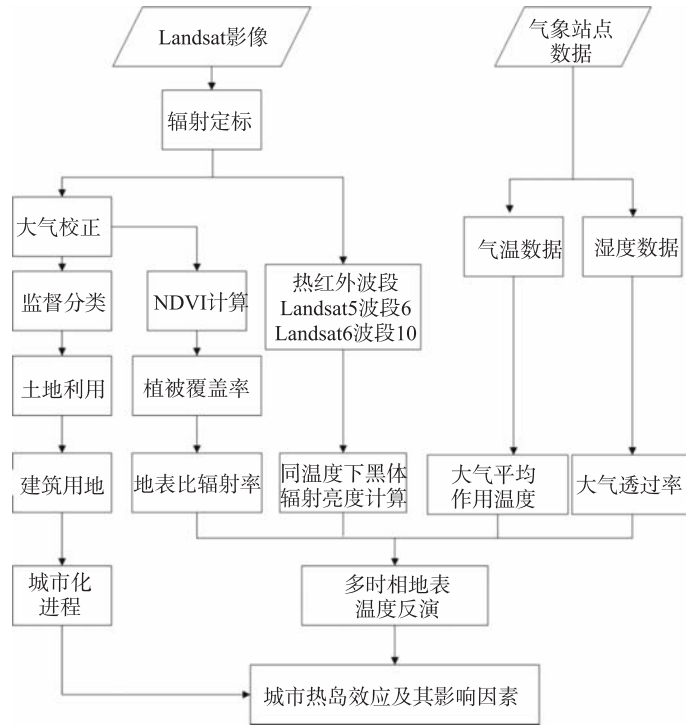 Landsat影像
气象站点
数据
辐射定标
大气校正
气温数据
湿度数据
监督分类
NDVI计算
热红外波段
Landsat5波段6
Landsat6波段10
土地利用
植被覆盖率
建筑用地
地表比辐射率
同温度下黑体
辐射亮度计算
大气平均
作用温度
大气透过率
城市化
进程
多时相地表
温度反演
城市热岛效应及其影响因素